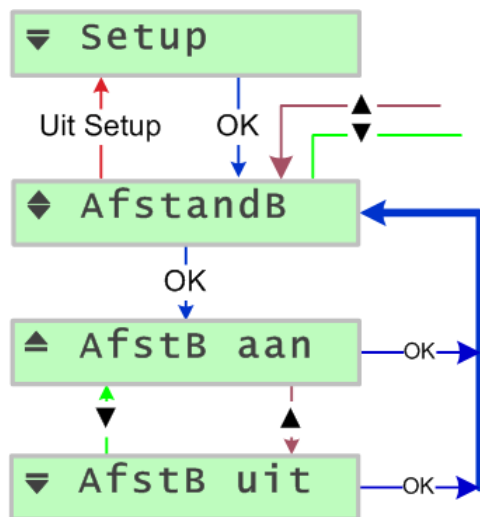 Setup
Uit Setup OK
AfstandB
OK
AfstB aan
OK
AfstB uit
OK